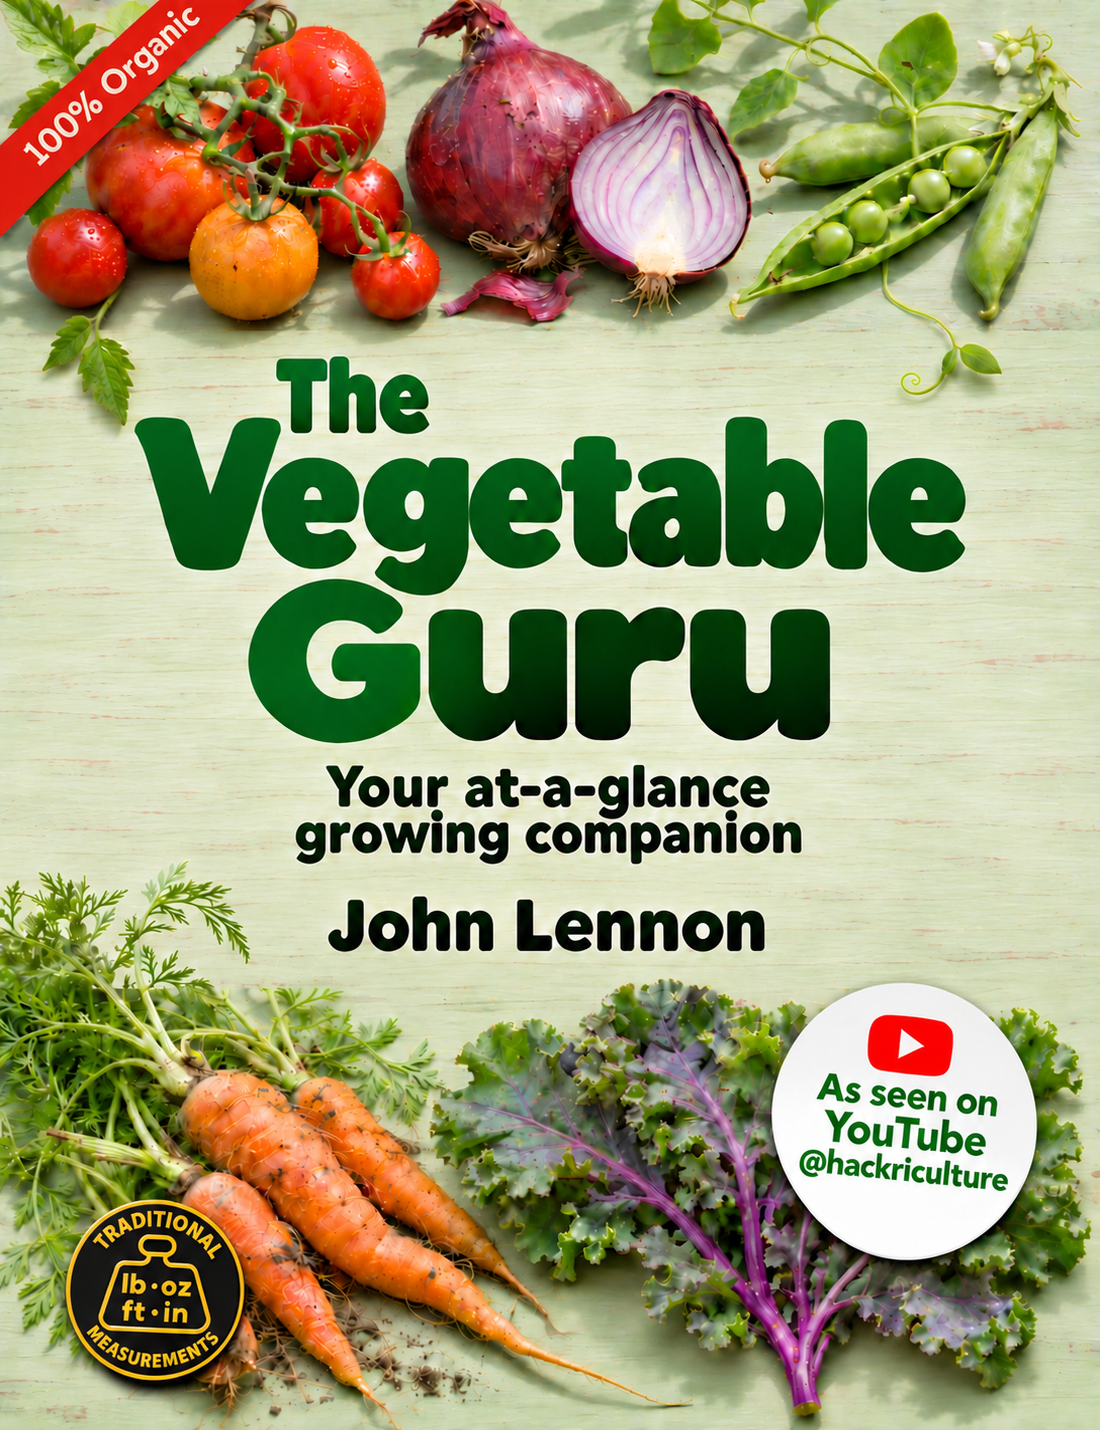 100% Organic
The
Vegetable
Guru
Your at-a-glance
growing companion
John Lennon
As seen on
YouTube
@hackriculture
TRADITIONAL
lb·oz
ft·in
MEASUREMENTS